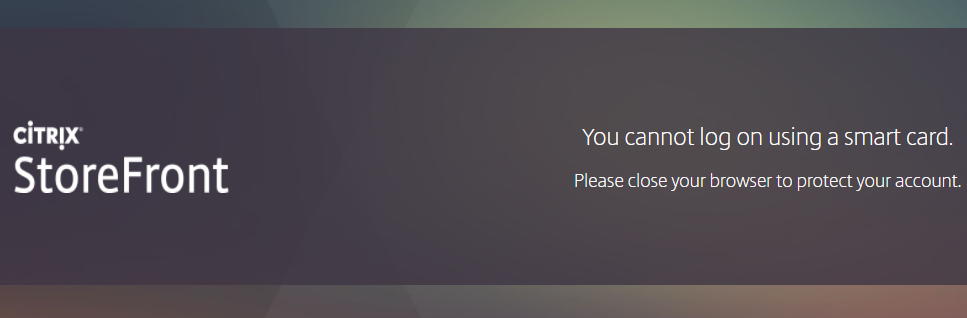 CITRIX
StoreFront
You cannot log on using a smart card.
Please close your browser to protect your account.